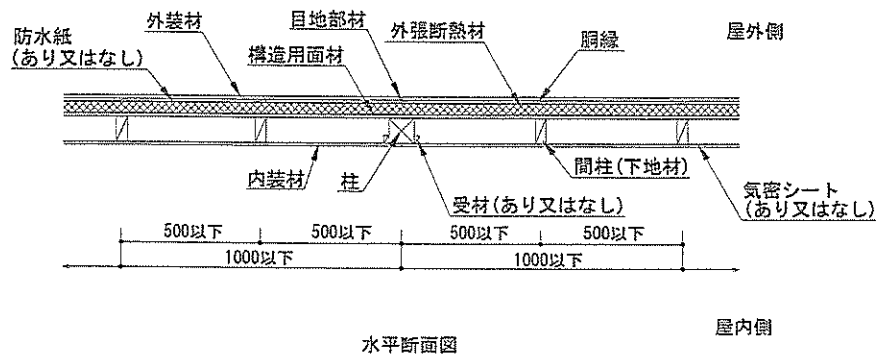 外装材
目地部材
外張断熱材
胴縁
屋外側
防水紙
(あり又はなし)
構造用面材
内装材
柱
間柱(下地材)
受材(あり又はなし)
気密シート
(あり又はなし)
500以下
500以下
500以下
500以下
1000以下
1000以下
屋内側
水平断面図